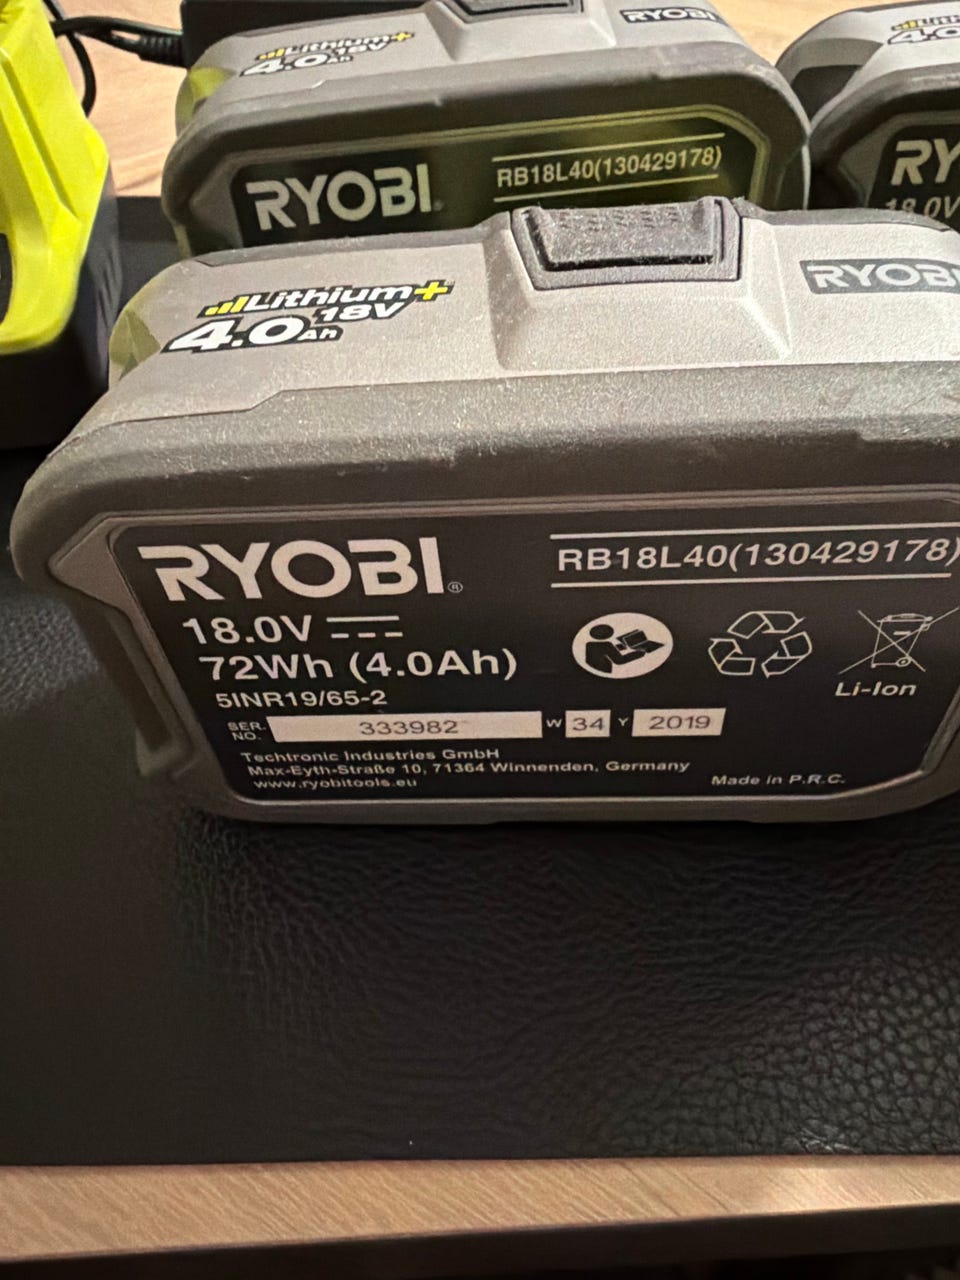 Lithium+
18V
4.0Ah
RYOBI
RYOBI
RB18L40(130429178)
Lith
4.0
RY
18.0V
Lithium+
18V
4.0Ah
RYOBI
RYOBI®
RB18L40(130429178)
18.0V
72Wh (4.0Ah)
5INR19/65-2
Li-Ion
SER. NO. 333982 W 34 Y 2019
Techtronic Industries GmbH
Max-Eyth-Straße 10, 71364 Winnenden, Germany
www.ryobitools.eu
Made in P.R.C.